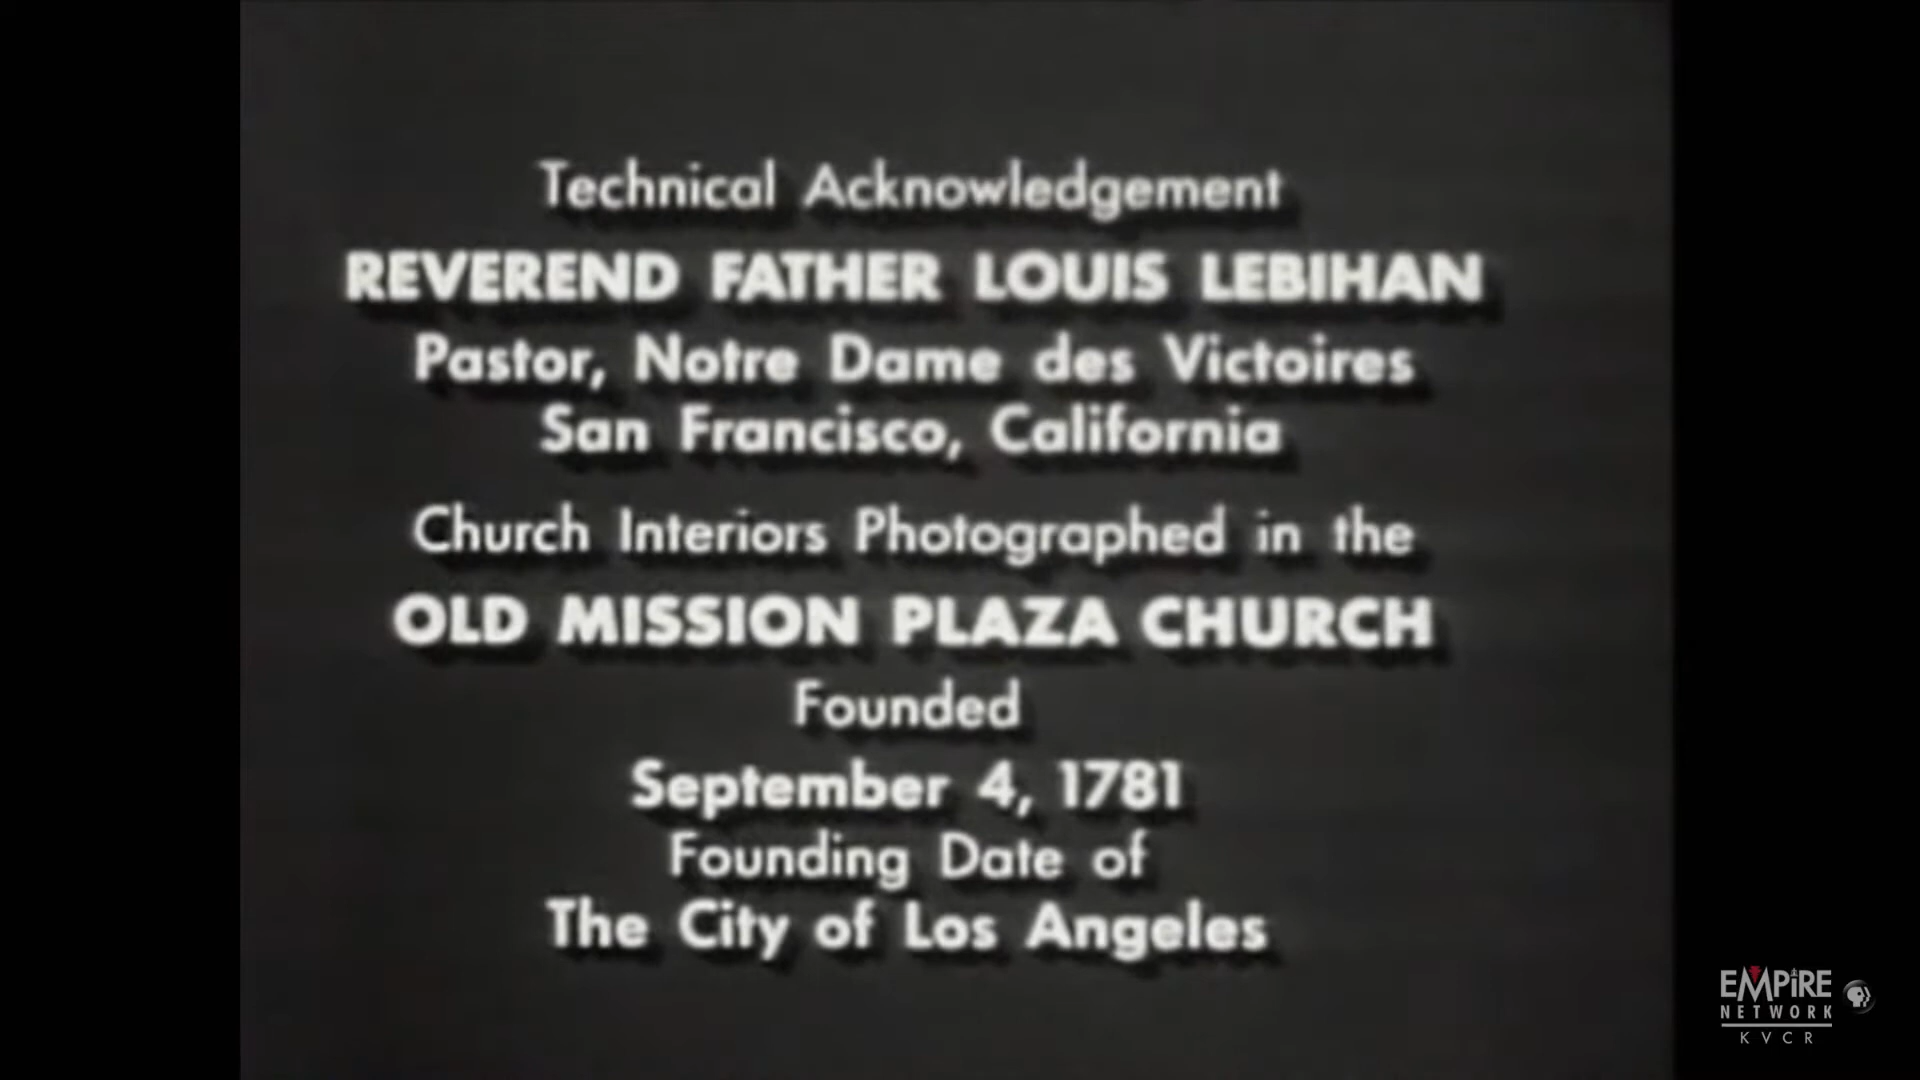 Technical Acknowledgement
REVEREND FATHER LOUIS LEBIHAN
Pastor, Notre Dame des Victoires
San Francisco, California
Church Interiors Photographed in the
OLD MISSION PLAZA CHURCH
Founded
September 4, 1781
Founding Date of
The City of Los Angeles
EMPIRE
NETWORK
KVCR